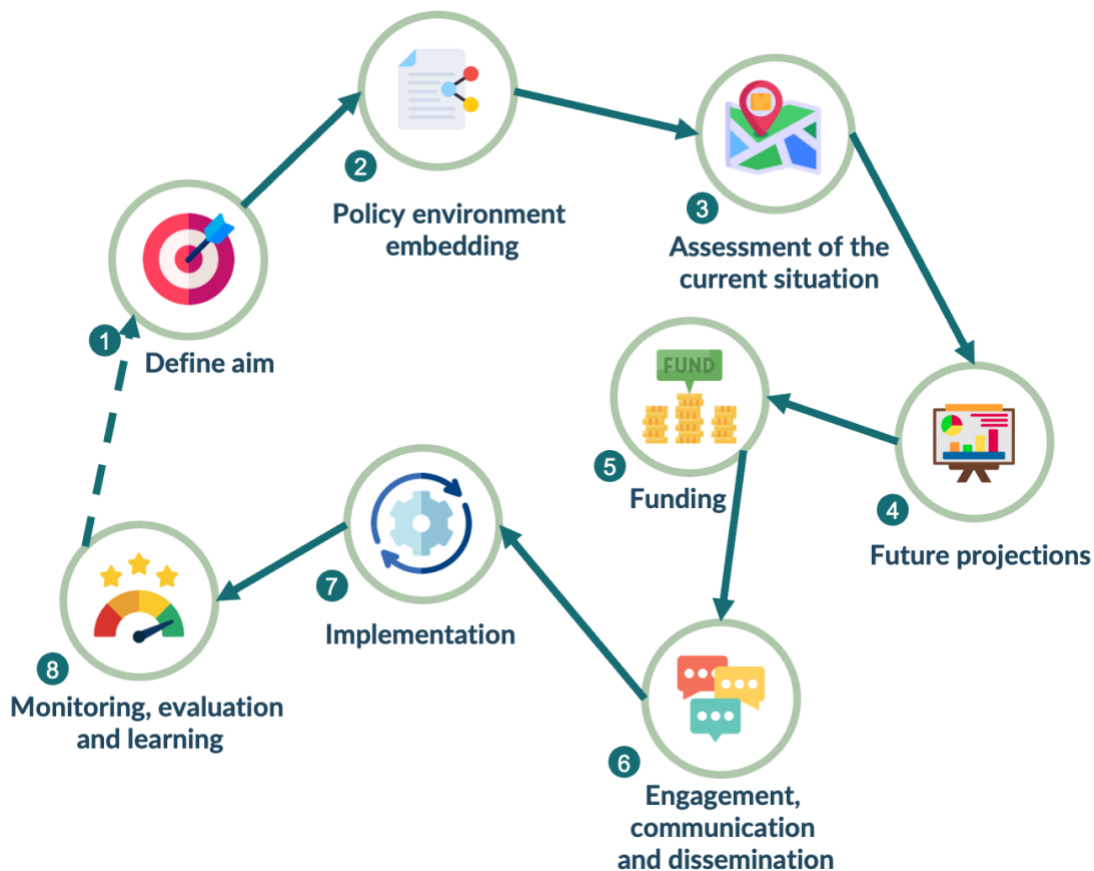 1
Define aim
2
Policy environment
embedding
3
Assessment of the
current situation
4
Future projections
FUND
5
Funding
6
Engagement,
communication
and dissemination
7
Implementation
8
Monitoring, evaluation
and learning